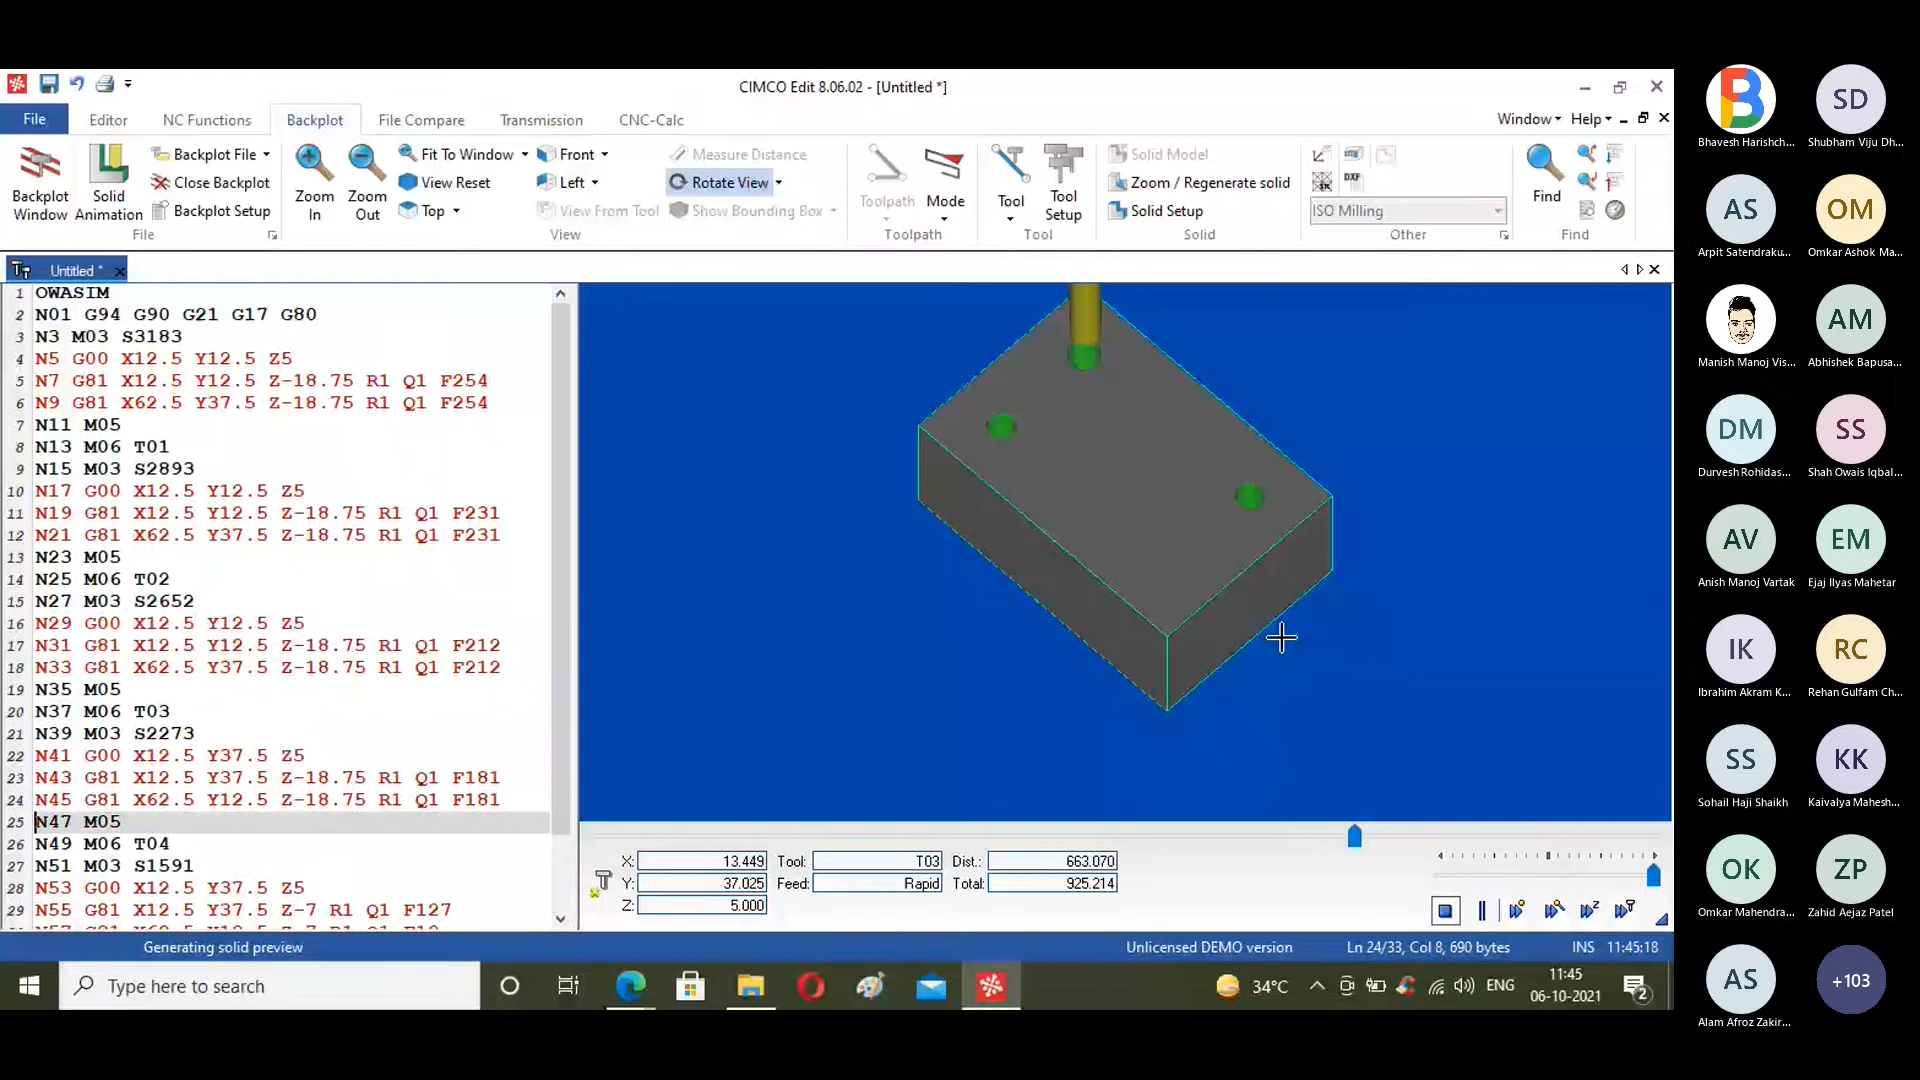 CIMCO Edit 8.06.02 - [Untitled *]
File
Editor
NC Functions
Backplot
File Compare
Transmission
CNC-Calc
Window
Help
Backplot Window
Solid Animation
Backplot File
Close Backplot
Backplot Setup
File
Zoom In
Zoom Out
Fit To Window
View Reset
Top
Front
Left
View From Tool
Measure Distance
Rotate View
Show Bounding Box
View
Toolpath
Mode
Toolpath
Tool
Tool Setup
Tool
Solid Model
Zoom / Regenerate solid
Solid Setup
Solid
DXF
ISO Milling
Other
Find
Find
Untitled *
1 OWASIM
2 N01 G94 G90 G21 G17 G80
3 N3 M03 S3183
4 N5 G00 X12.5 Y12.5 Z5
5 N7 G81 X12.5 Y12.5 Z-18.75 R1 Q1 F254
6 N9 G81 X62.5 Y37.5 Z-18.75 R1 Q1 F254
7 N11 M05
8 N13 M06 T01
9 N15 M03 S2893
10 N17 G00 X12.5 Y12.5 Z5
11 N19 G81 X12.5 Y12.5 Z-18.75 R1 Q1 F231
12 N21 G81 X62.5 Y37.5 Z-18.75 R1 Q1 F231
13 N23 M05
14 N25 M06 T02
15 N27 M03 S2652
16 N29 G00 X12.5 Y12.5 Z5
17 N31 G81 X12.5 Y12.5 Z-18.75 R1 Q1 F212
18 N33 G81 X62.5 Y37.5 Z-18.75 R1 Q1 F212
19 N35 M05
20 N37 M06 T03
21 N39 M03 S2273
22 N41 G00 X12.5 Y37.5 Z5
23 N43 G81 X12.5 Y37.5 Z-18.75 R1 Q1 F181
24 N45 G81 X62.5 Y12.5 Z-18.75 R1 Q1 F181
25 N47 M05
26 N49 M06 T04
27 N51 M03 S1591
28 N53 G00 X12.5 Y37.5 Z5
29 N55 G81 X12.5 Y37.5 Z-7 R1 Q1 F127
X: 13.449 Tool: T03 Dist.: 663.070
Y: 37.025 Feed: Rapid Total: 925.214
Z: 5.000
Generating solid preview
Unlicensed DEMO version
Ln 24/33, Col 8, 690 bytes
INS 11:45:18
Type here to search
34°C
ENG
11:45
06-10-2021
2
B
Bhavesh Harishch...
SD
Shubham Viju Dh...
AS
Arpit Satendraku...
OM
Omkar Ashok Ma...
Manish Manoj Vis...
AM
Abhishek Bapusa...
DM
Durvesh Rohidas...
SS
Shah Owais Iqbal...
AV
Anish Manoj Vartak
EM
Ejaj Ilyas Mahetar
IK
Ibrahim Akram K...
RC
Rehan Gulfam Ch...
SS
Sohail Haji Shaikh
KK
Kaivalya Mahesh...
OK
Omkar Mahendra...
ZP
Zahid Aejaz Patel
AS
Alam Afroz Zakir...
+103